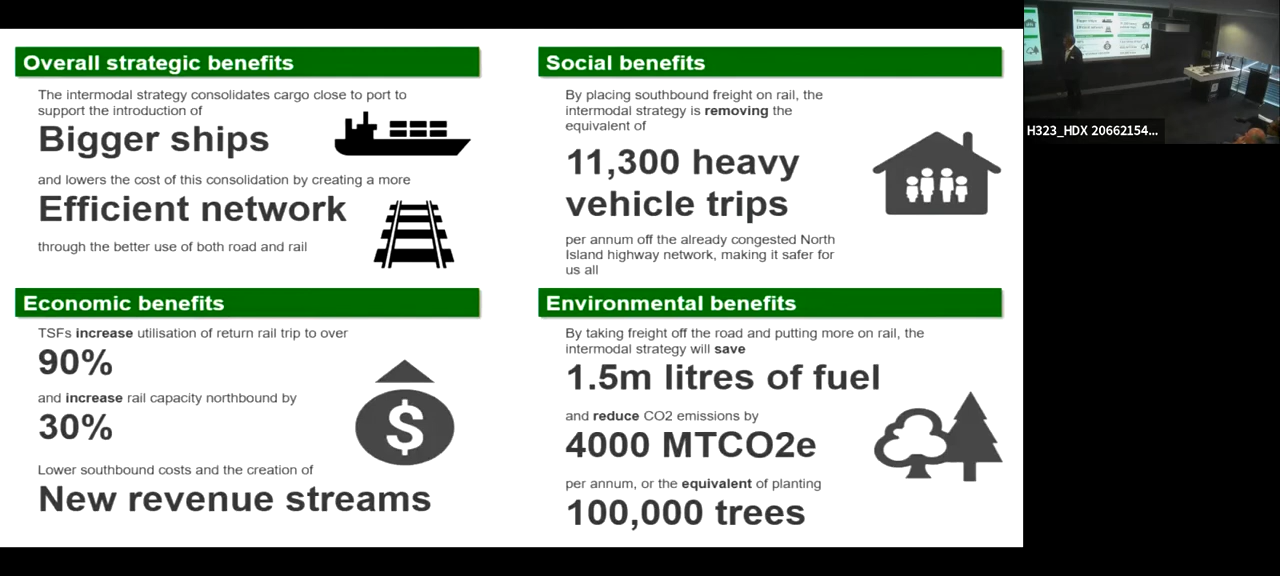 Overall strategic benefits
The intermodal strategy consolidates cargo close to port to
support the introduction of
Bigger ships
and lowers the cost of this consolidation by creating a more
Efficient network
through the better use of both road and rail
Social benefits
By placing southbound freight on rail, the
intermodal strategy is removing the
equivalent of
11,300 heavy
vehicle trips
per annum off the already congested North
Island highway network, making it safer for
us all
Economic benefits
TSFs increase utilisation of return rail trip to over
90%
and increase rail capacity northbound by
30%
$
Lower southbound costs and the creation of
New revenue streams
Environmental benefits
By taking freight off the road and putting more on rail, the
intermodal strategy will save
1.5m litres of fuel
and reduce CO2 emissions by
4000 MTCO2e
per annum, or the equivalent of planting
100,000 trees
H323_HDX 20662154...